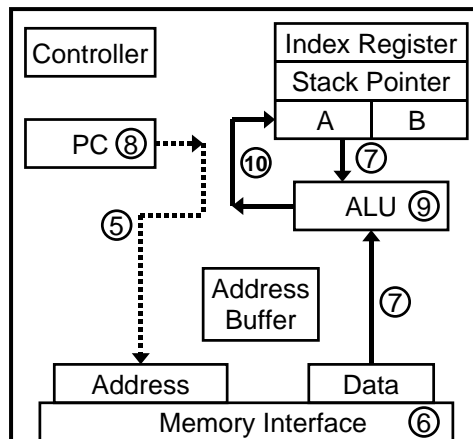 Controller
Index Register
Stack Pointer
A B
PC ⑧
⑦
⑩
ALU ⑨
⑤
Address
Buffer
⑦
Address
Data
Memory Interface ⑥